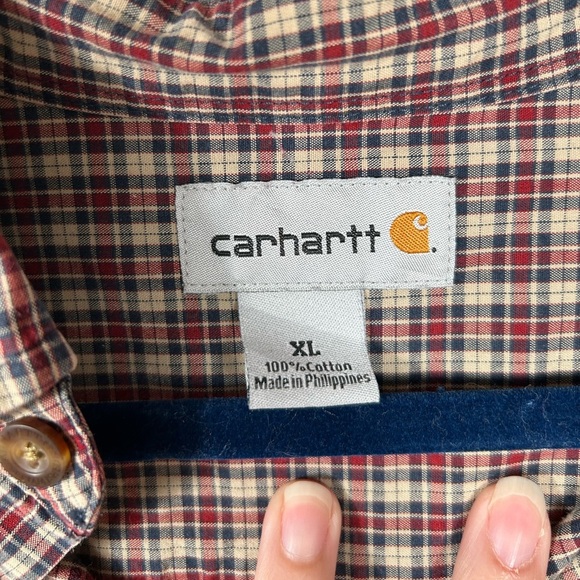 carhartt
XL
100% Cotton
Made in Philippines